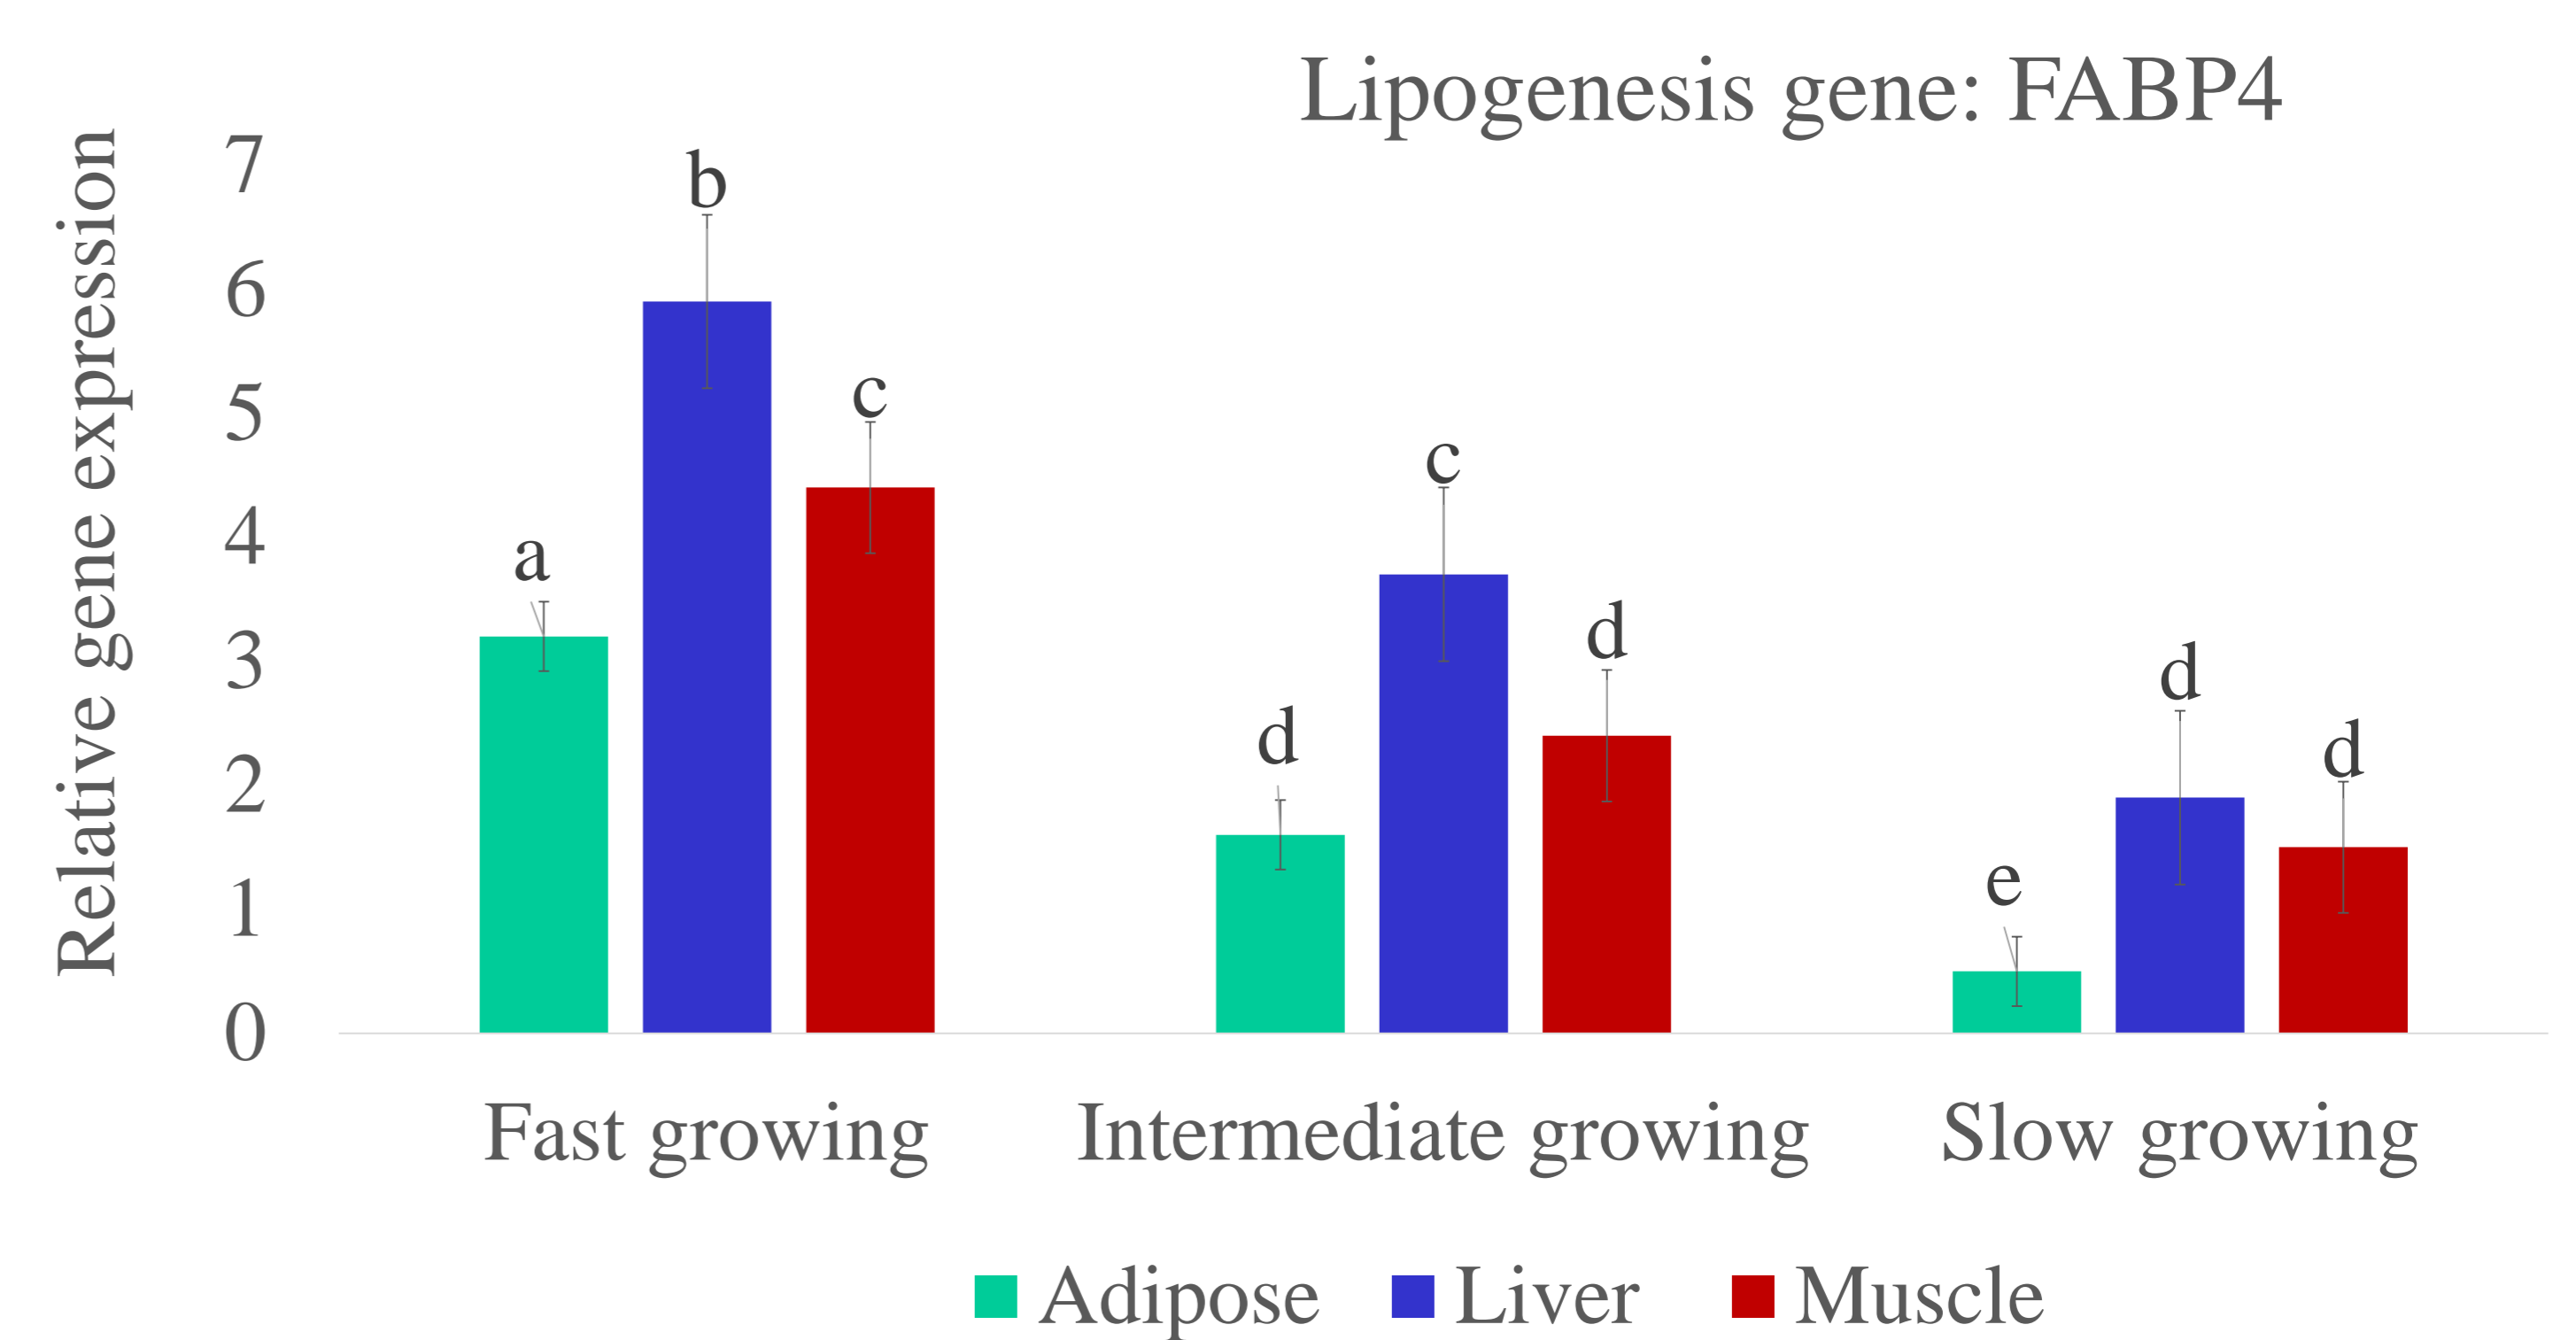 Lipogenesis gene: FABP4
Relative gene expression
7
6
5
4
3
2
1
0
a
b
c
d
c
d
e
d
d
Fast growing
Intermediate growing
Slow growing
Adipose
Liver
Muscle